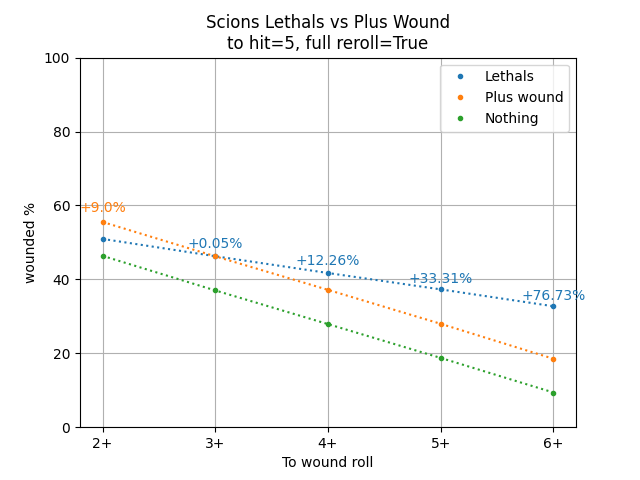 Scions Lethals vs Plus Wound
to hit=5, full reroll=True
100
80
60
40
20
0
wounded %
Lethals
Plus wound
Nothing
+9.0%
+0.05%
+12.26%
+33.31%
+76.73%
2+ 3+ 4+ 5+ 6+
To wound roll